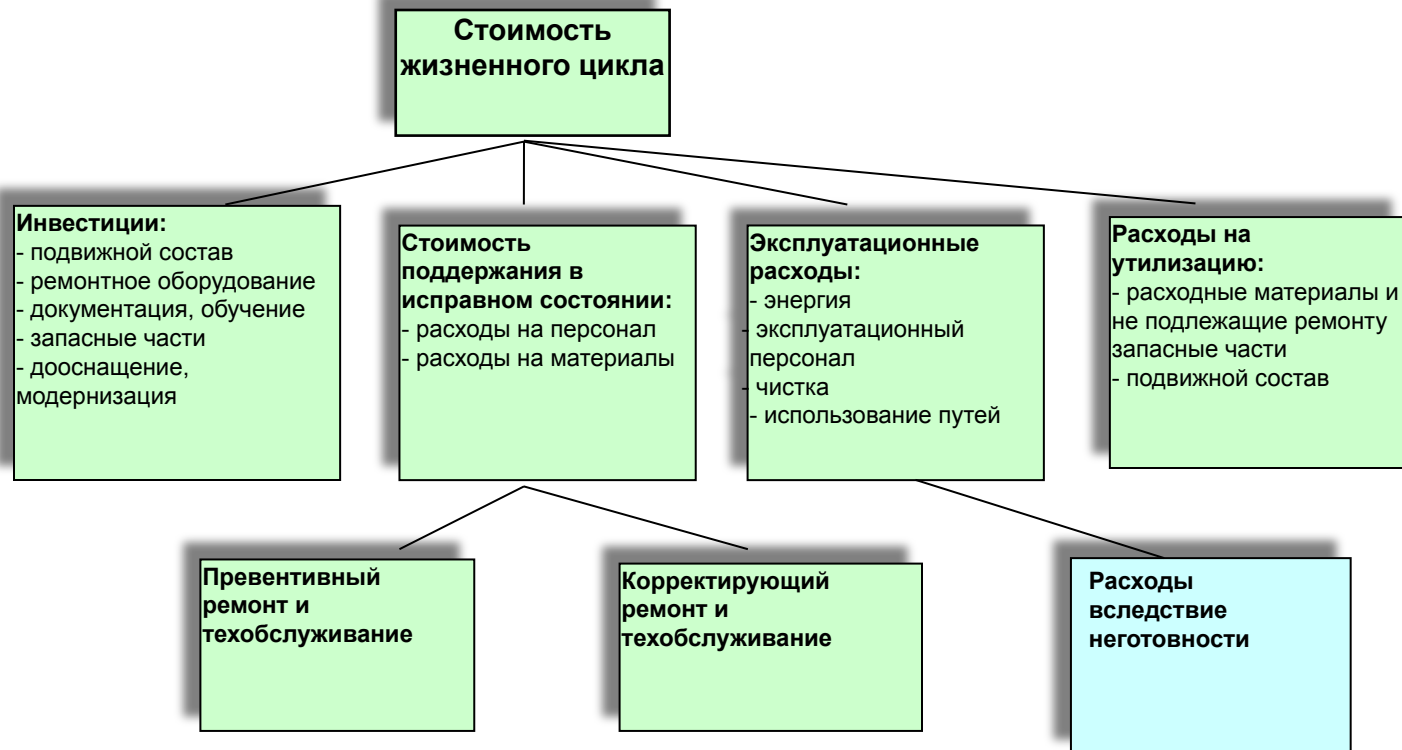 Стоимость
жизненного цикла
Инвестиции:
- подвижной состав
- ремонтное оборудование
- документация, обучение
- запасные части
- дооснащение,
модернизация
Стоимость
поддержания в
исправном состоянии:
- расходы на персонал
- расходы на материалы
Эксплуатационные
расходы:
- энергия
- эксплуатационный
персонал
- чистка
- использование путей
Расходы на
утилизацию:
- расходные материалы и
не подлежащие ремонту
запасные части
- подвижной состав
Превентивный
ремонт и
техобслуживание
Корректирующий
ремонт и
техобслуживание
Расходы
вследствие
неготовности